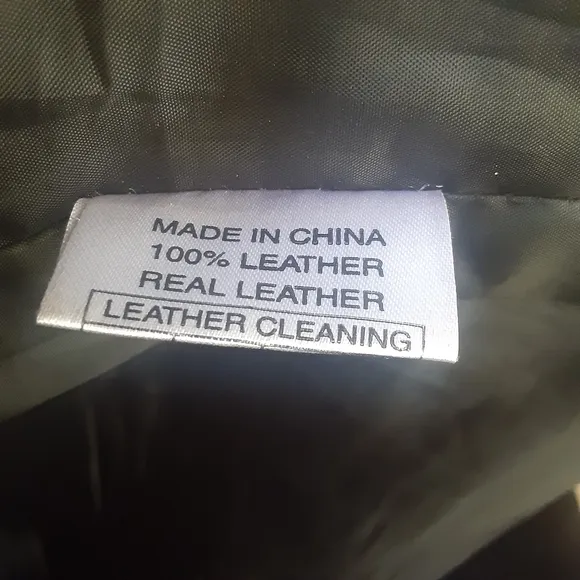 MADE IN CHINA
100% LEATHER
REAL LEATHER
LEATHER CLEANING